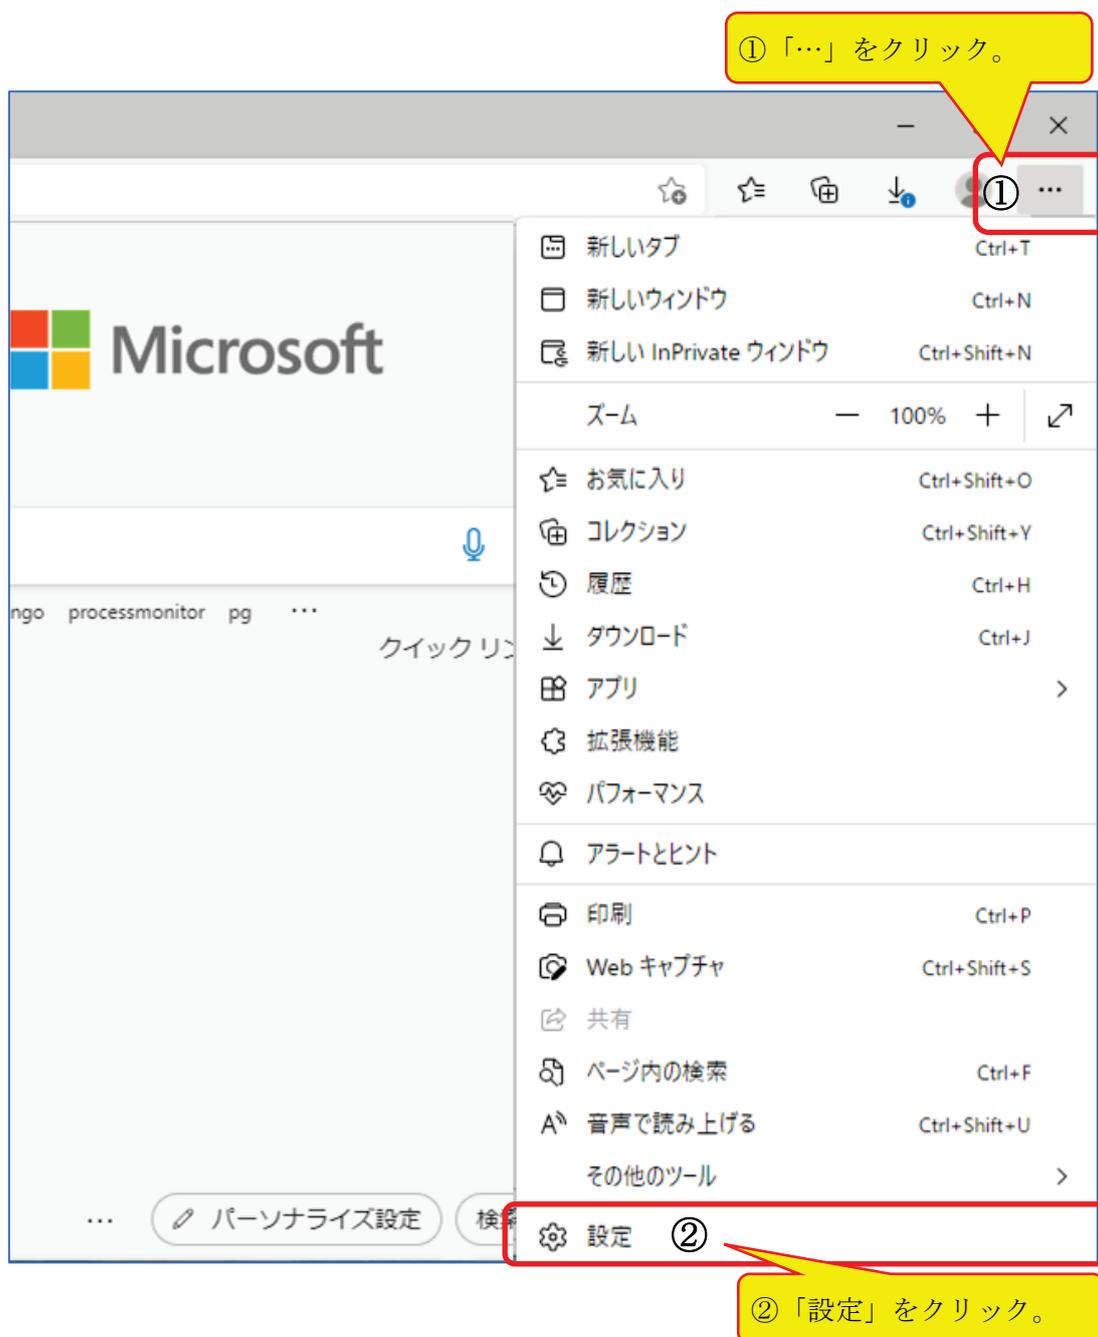 ①「…」をクリック。
①
…
Microsoft
新しいタブ Ctrl+T
新しいウィンドウ Ctrl+N
新しい InPrivate ウィンドウ Ctrl+Shift+N
ズーム － 100% ＋
お気に入り Ctrl+Shift+O
コレクション Ctrl+Shift+Y
履歴 Ctrl+H
ngo processmonitor pg …
ダウンロード Ctrl+J
クイック リン
アプリ
拡張機能
パフォーマンス
アラートとヒント
印刷 Ctrl+P
Web キャプチャ Ctrl+Shift+S
共有
ページ内の検索 Ctrl+F
音声で読み上げる Ctrl+Shift+U
その他のツール
… パーソナライズ設定 検索
設定 ②
②「設定」をクリック。